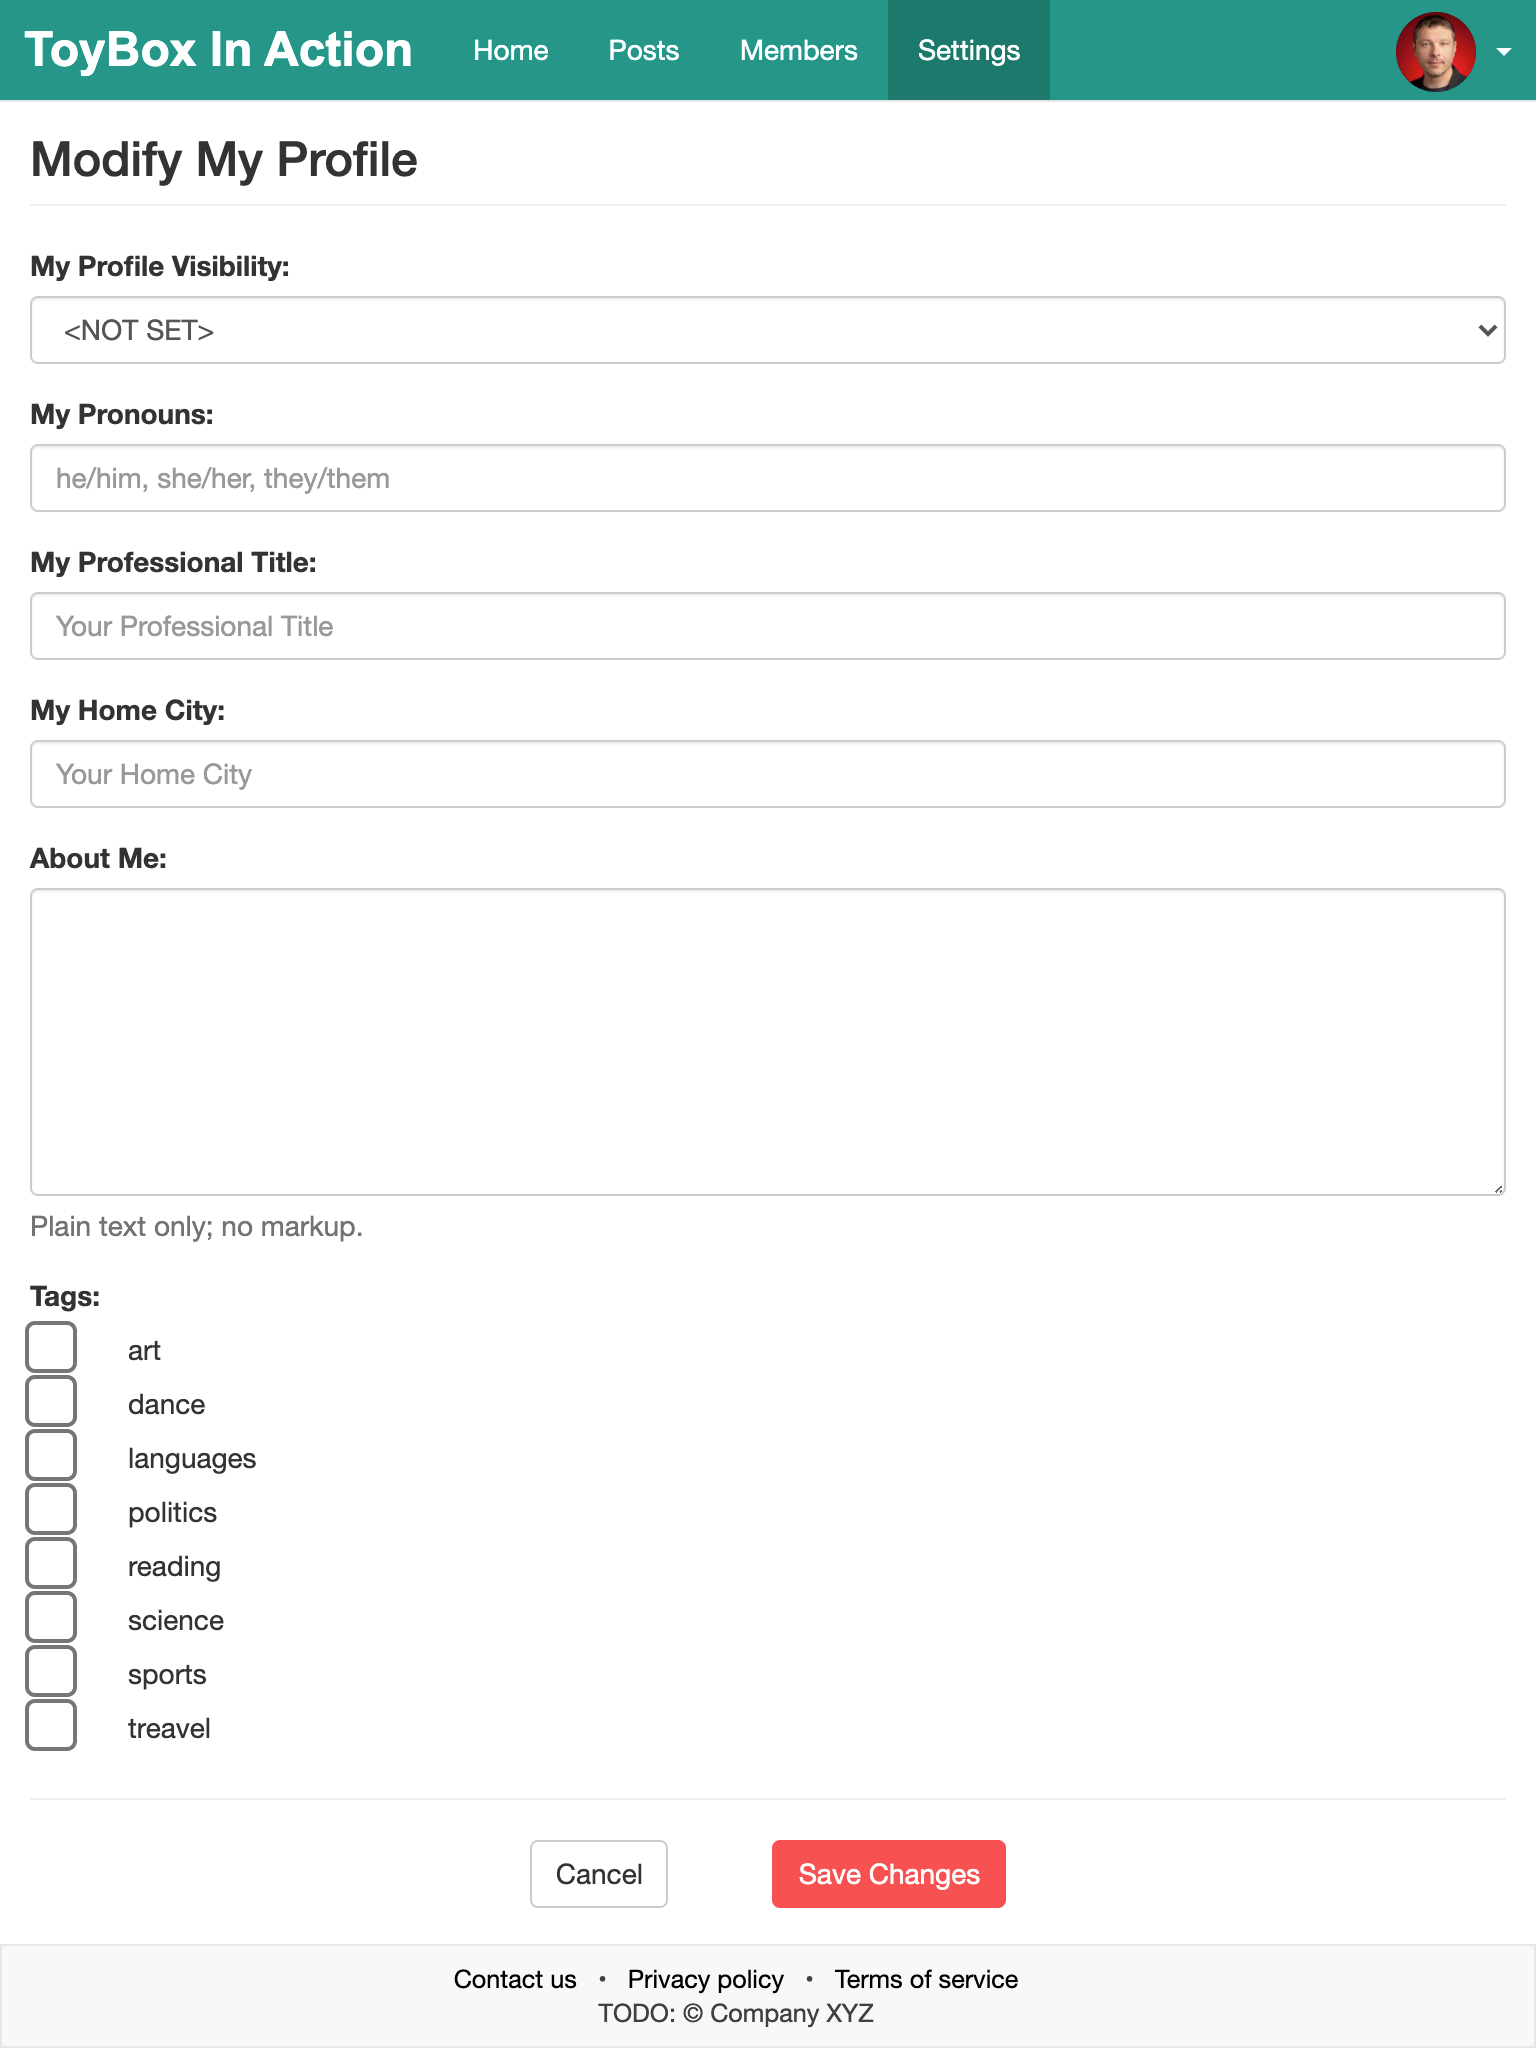 ToyBox In Action Home Posts Members Settings
Modify My Profile
My Profile Visibility:
<NOT SET>
My Pronouns:
he/him, she/her, they/them
My Professional Title:
Your Professional Title
My Home City:
Your Home City
About Me:
Plain text only; no markup.
Tags:
art
dance
languages
politics
reading
science
sports
treavel
Cancel Save Changes
Contact us • Privacy policy • Terms of service
TODO: © Company XYZ